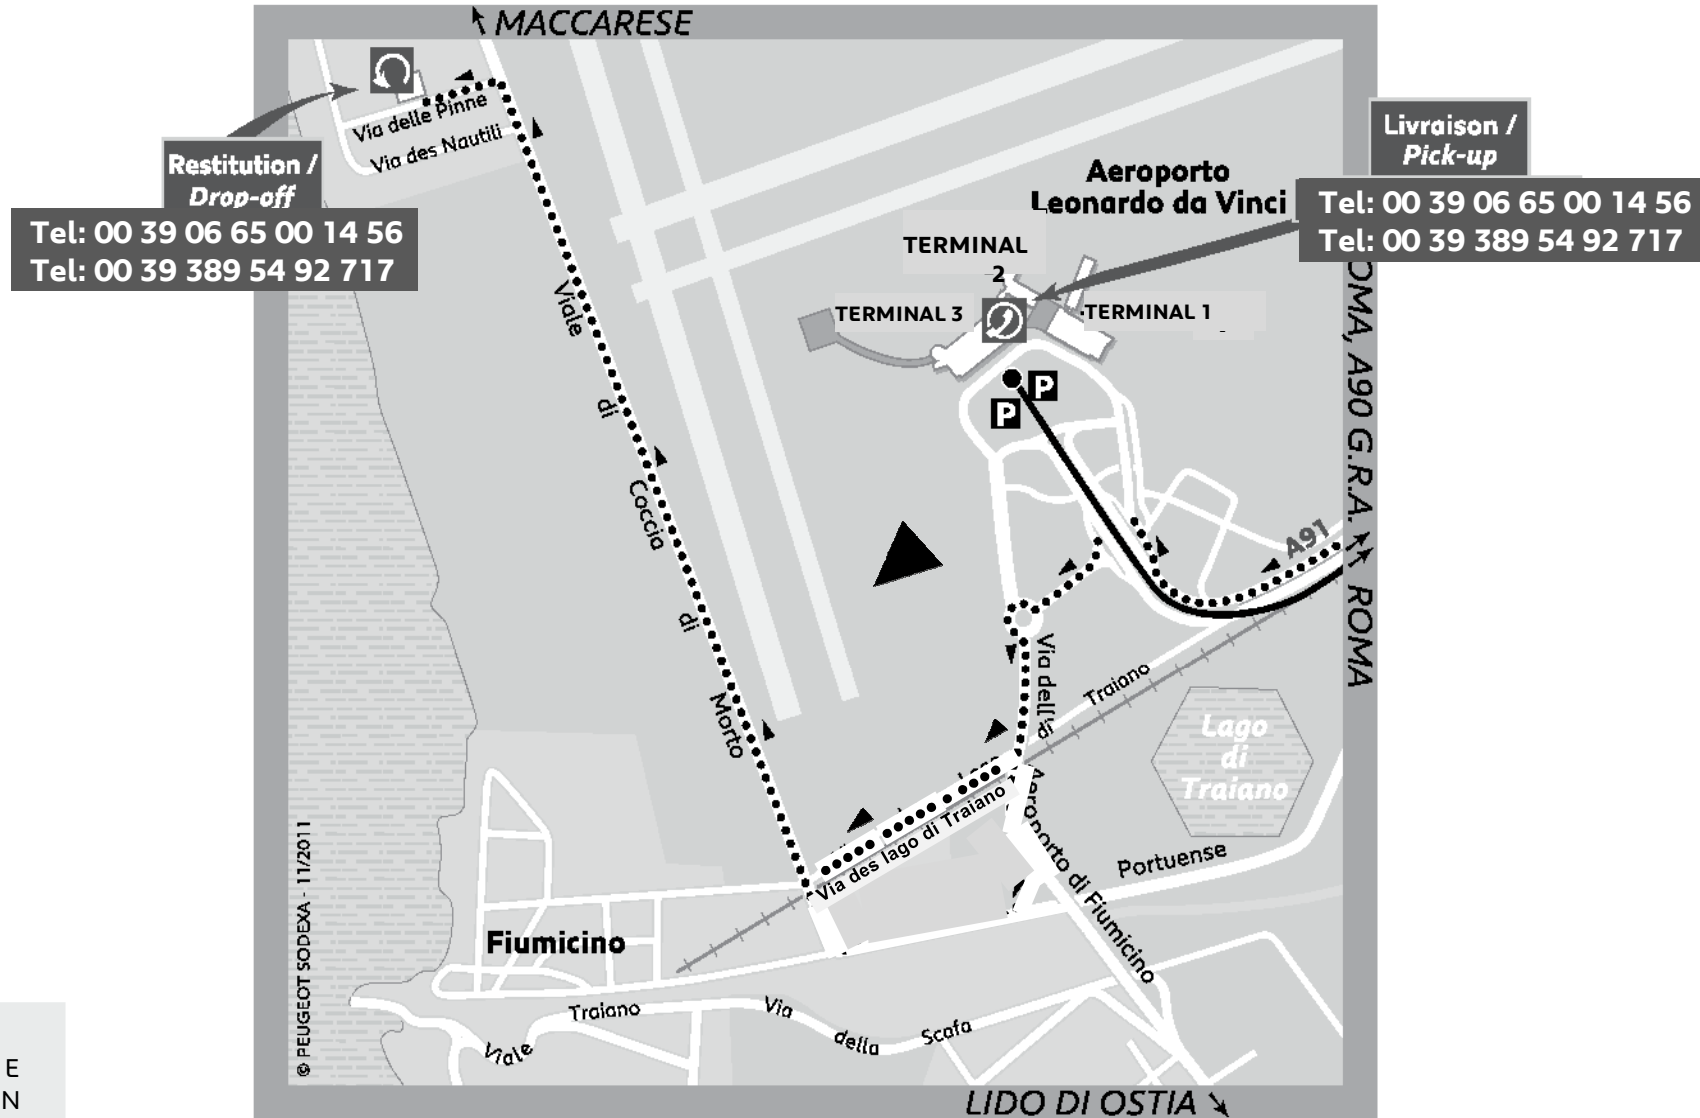 MACCARESE
Via delle Pinne
Via des Nautili
Restitution /
Drop-off
Tel: 00 39 06 65 00 14 56
Tel: 00 39 389 54 92 717
Livraison /
Pick-up
Tel: 00 39 06 65 00 14 56
Tel: 00 39 389 54 92 717
Aeroporto
Leonardo da Vinci
TERMINAL
2
TERMINAL 3
TERMINAL 1
P
P
Viale
di
Coccia
di
Morto
A91
OMA, A90 G.R.A.
ROMA
Via dell'
di
Traiano
Lago
di
Traiano
Via des lago di Traiano
Aeroporto di Fiumicino
Portuense
Fiumicino
Traiano
Viale
Via
della
Scafa
© PEUGEOT SODEXA - 11/2011
E
N
LIDO DI OSTIA